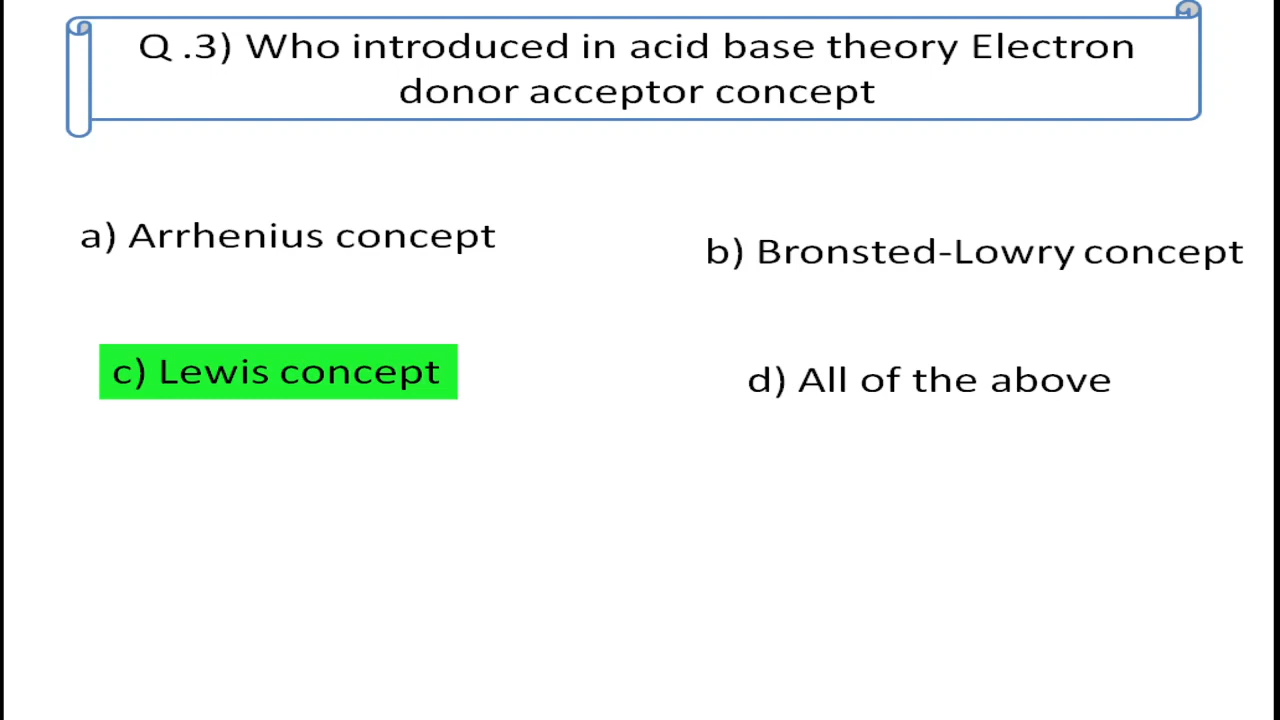 Q .3) Who introduced in acid base theory Electron
donor acceptor concept
a) Arrhenius concept
b) Bronsted-Lowry concept
c) Lewis concept
d) All of the above